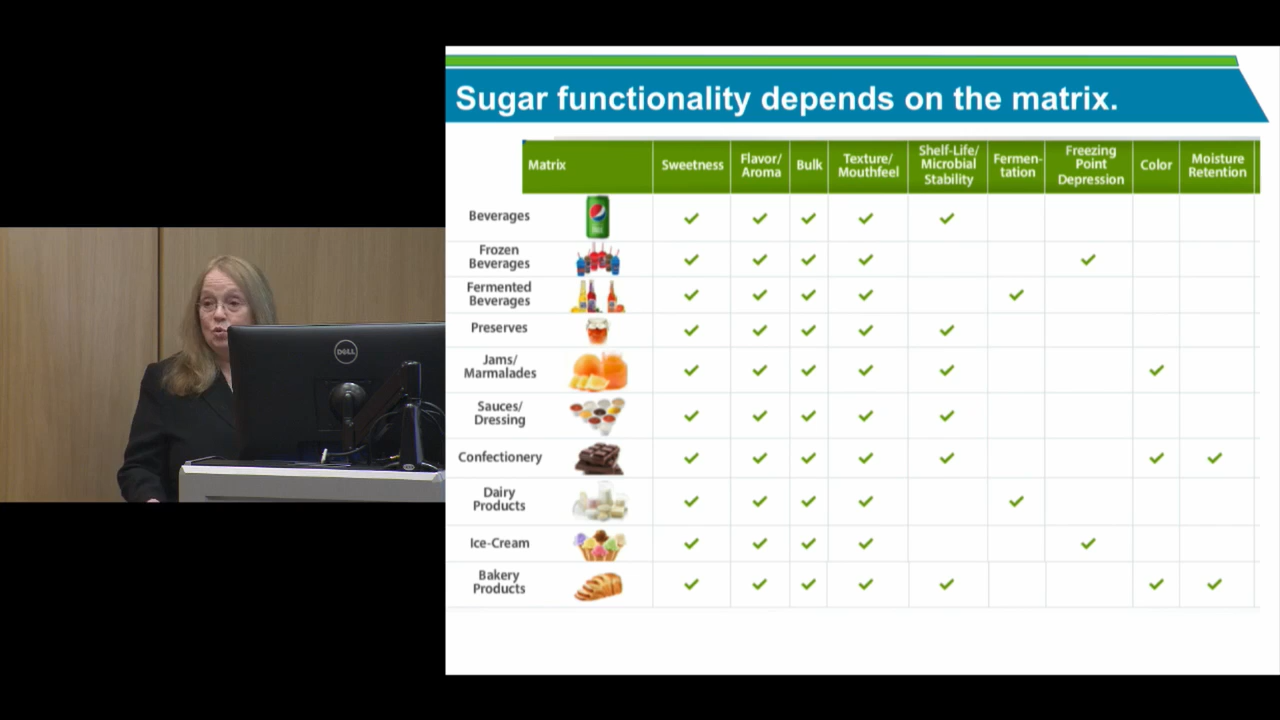 Sugar functionality depends on the matrix.
Matrix
Sweetness
Flavor/
Aroma
Bulk
Texture/
Mouthfeel
Shelf-Life/
Microbial
Stability
Fermen-
tation
Freezing
Point
Depression
Color
Moisture
Retention
Beverages
Frozen
Beverages
Fermented
Beverages
Preserves
Jams/
Marmalades
Sauces/
Dressing
Confectionery
Dairy
Products
Ice-Cream
Bakery
Products
DELL